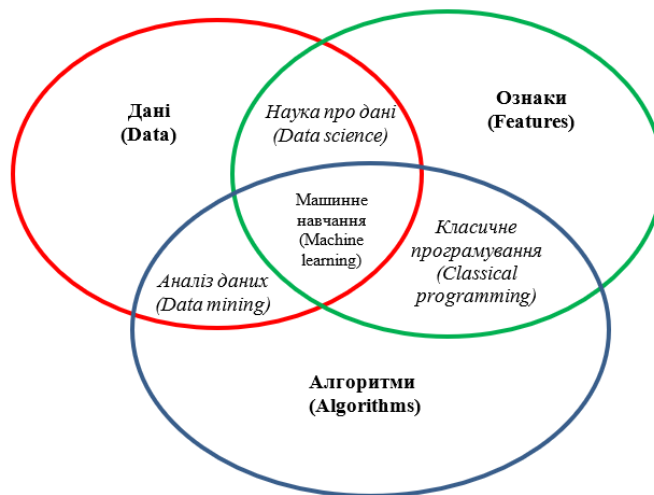 Дані
(Data)
Наука про дані
(Data science)
Ознаки
(Features)
Машинне
навчання
(Machine
learning)
Класичне
програмування
(Classical
programming)
Аналіз даних
(Data mining)
Алгоритми
(Algorithms)